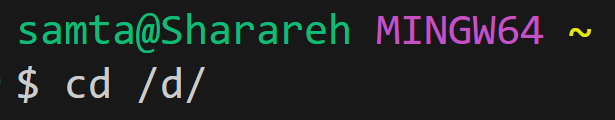 samta@Sharareh MINGW64 ~
$ cd /d/